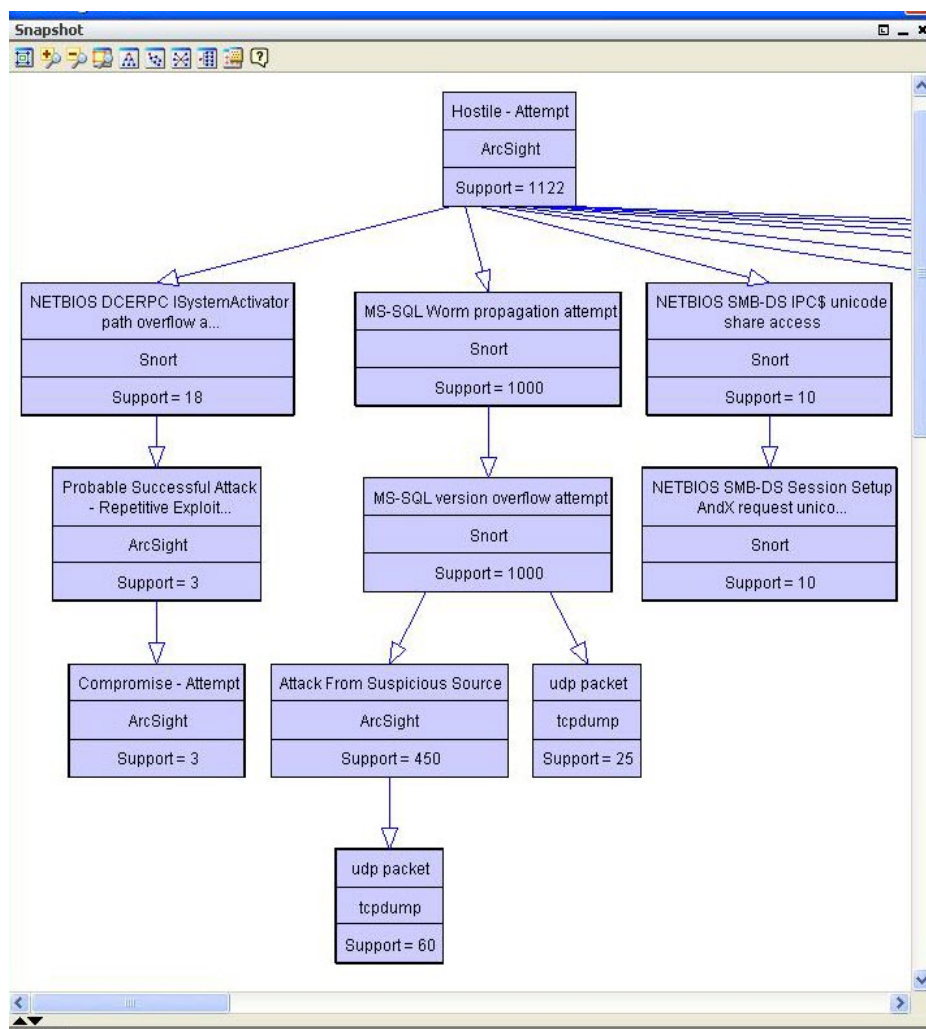 Snapshot
Hostile - Attempt
ArcSight
Support = 1122
NETBIOS DCERPC ISystemActivator
path overflow a...
Snort
Support = 18
MS-SQL Worm propagation attempt
Snort
Support = 1000
NETBIOS SMB-DS IPC$ unicode
share access
Snort
Support = 10
Probable Successful Attack
- Repetitive Exploit...
ArcSight
Support = 3
MS-SQL version overflow attempt
Snort
Support = 1000
NETBIOS SMB-DS Session Setup
AndX request unico...
Snort
Support = 10
Compromise - Attempt
ArcSight
Support = 3
Attack From Suspicious Source
ArcSight
Support = 450
udp packet
tcpdump
Support = 25
udp packet
tcpdump
Support = 60